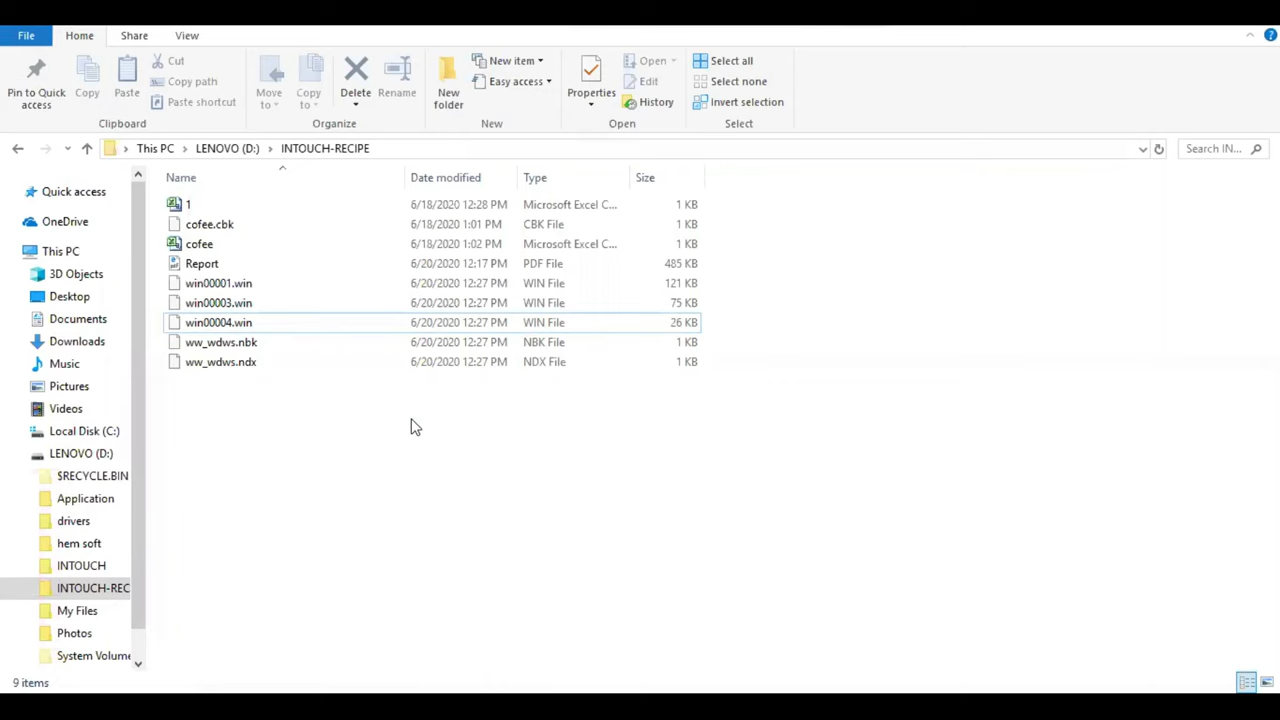 File Home Share View
Pin to Quick access
Copy
Paste
Cut
Copy path
Paste shortcut
Clipboard
Move to
Copy to
Delete
Rename
Organize
New folder
New item
Easy access
New
Properties
Open
Edit
History
Open
Select all
Select none
Invert selection
Select
This PC LENOVO (D:) INTOUCH-RECIPE
Search IN...
Quick access
OneDrive
This PC
3D Objects
Desktop
Documents
Downloads
Music
Pictures
Videos
Local Disk (C:)
LENOVO (D:)
$RECYCLE.BIN
Application
drivers
hem soft
INTOUCH
INTOUCH-REC
My Files
Photos
System Volume
Name Date modified Type Size
1 6/18/2020 12:28 PM Microsoft Excel C... 1 KB
cofee.cbk 6/18/2020 1:01 PM CBK File 1 KB
cofee 6/18/2020 1:02 PM Microsoft Excel C... 1 KB
Report 6/20/2020 12:17 PM PDF File 485 KB
win00001.win 6/20/2020 12:27 PM WIN File 121 KB
win00003.win 6/20/2020 12:27 PM WIN File 75 KB
win00004.win 6/20/2020 12:27 PM WIN File 26 KB
ww_wdws.nbk 6/20/2020 12:27 PM NBK File 1 KB
ww_wdws.ndx 6/20/2020 12:27 PM NDX File 1 KB
9 items